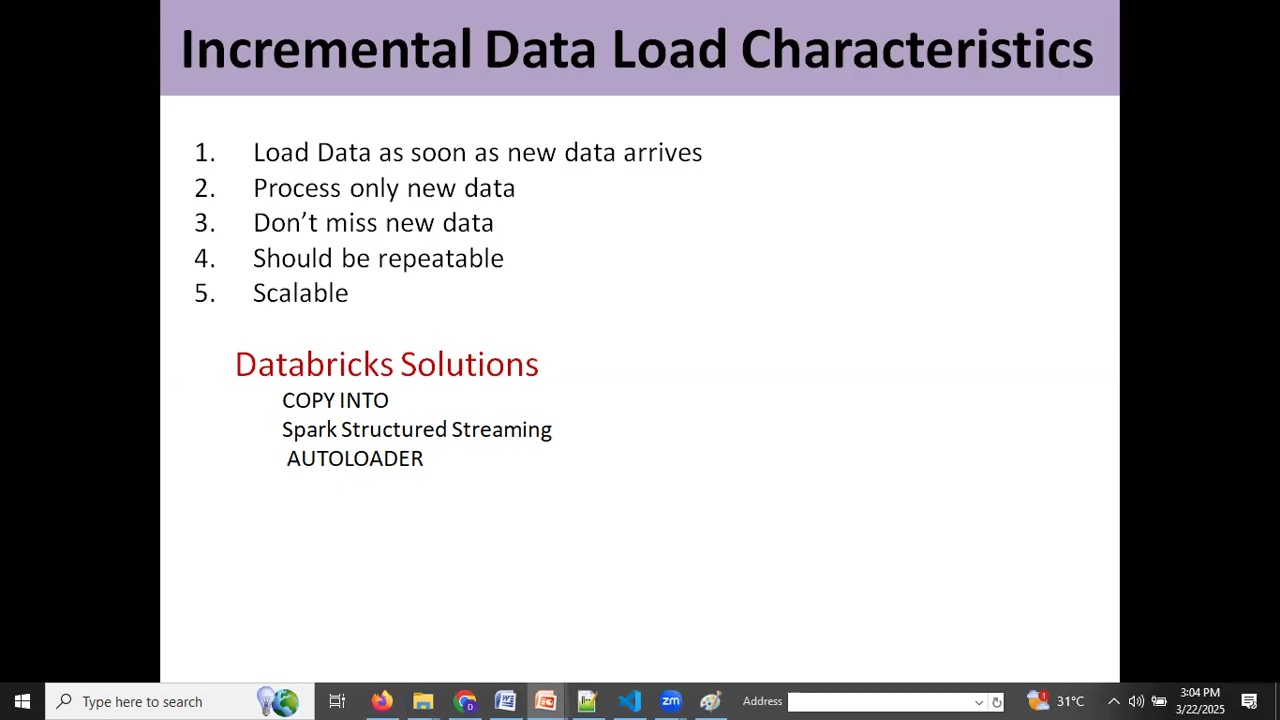 Incremental Data Load Characteristics
1. Load Data as soon as new data arrives
2. Process only new data
3. Don’t miss new data
4. Should be repeatable
5. Scalable
Databricks Solutions
COPY INTO
Spark Structured Streaming
AUTOLOADER
Type here to search
Address
1
31°C
3:04 PM
3/22/2025